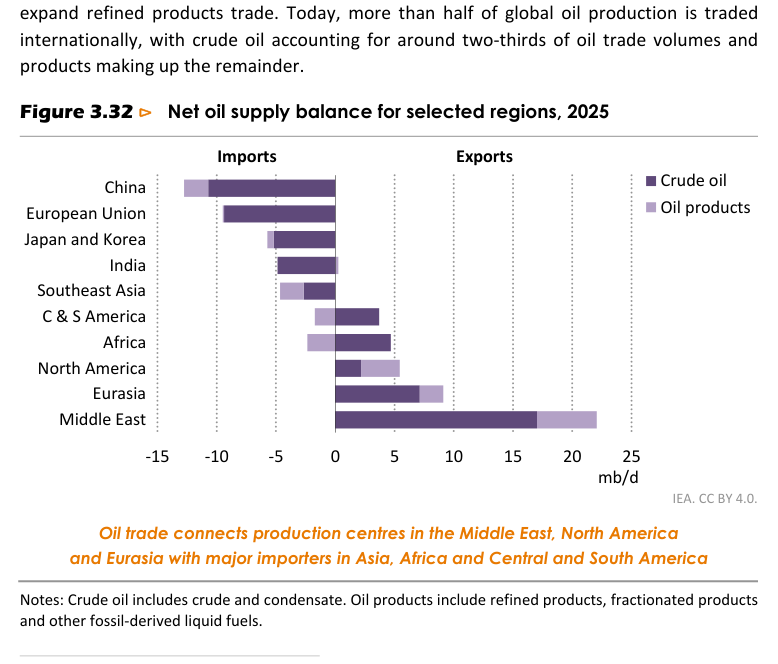 expand refined products trade. Today, more than half of global oil production is traded
internationally, with crude oil accounting for around two-thirds of oil trade volumes and
products making up the remainder.
Figure 3.32 ▻ Net oil supply balance for selected regions, 2025
Imports Exports
Crude oil
Oil products
China
European Union
Japan and Korea
India
Southeast Asia
C & S America
Africa
North America
Eurasia
Middle East
-15 -10 -5 0 5 10 15 20 25
mb/d
IEA. CC BY 4.0.
Oil trade connects production centres in the Middle East, North America
and Eurasia with major importers in Asia, Africa and Central and South America
Notes: Crude oil includes crude and condensate. Oil products include refined products, fractionated products
and other fossil-derived liquid fuels.